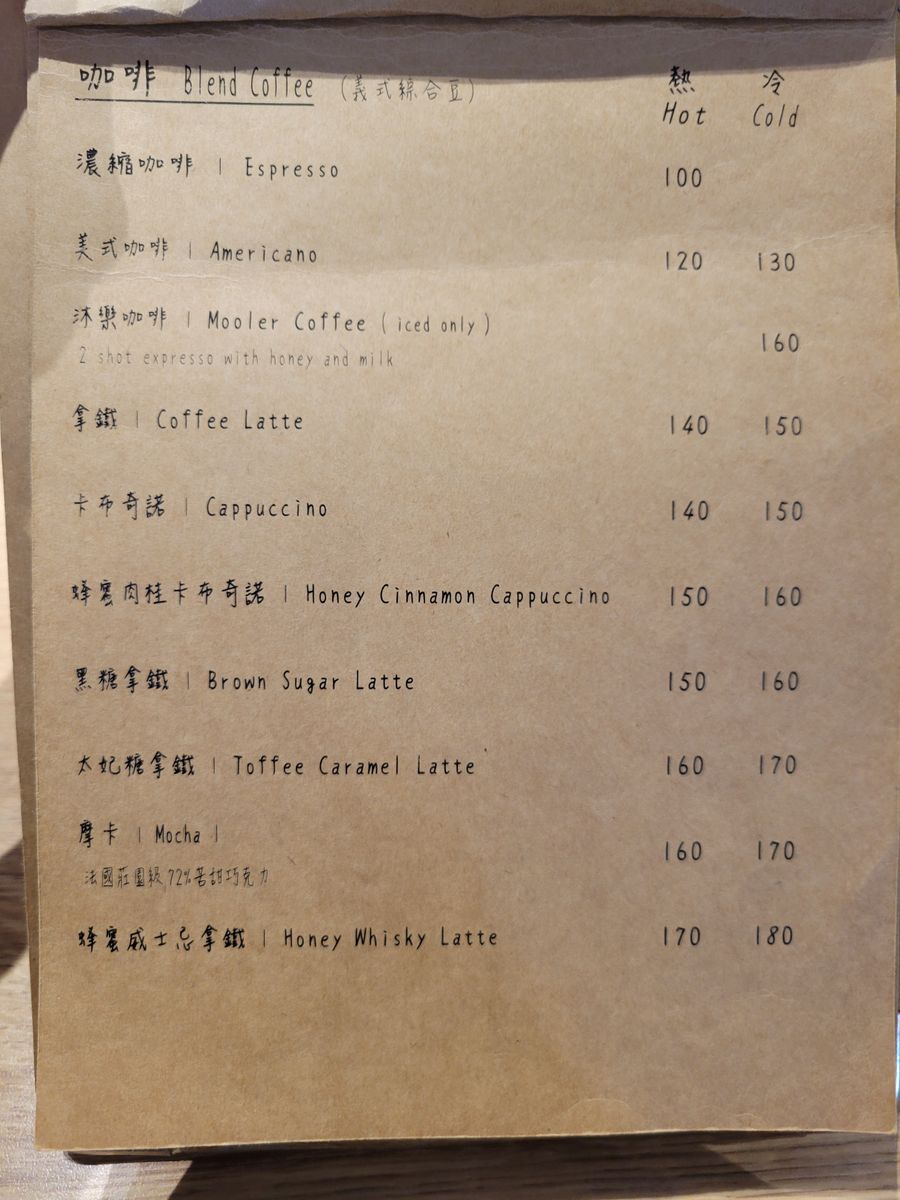 咖啡 Blend Coffee (義式綜合豆) 熱 冷
Hot Cold
濃縮咖啡 | Espresso 100
美式咖啡 | Americano 120 130
沐樂咖啡 | Mooler Coffee (iced only) 160
2 shot expresso with honey and milk
拿鐵 | Coffee Latte 140 150
卡布奇諾 | Cappuccino 140 150
蜂蜜肉桂卡布奇諾 | Honey Cinnamon Cappuccino 150 160
黑糖拿鐵 | Brown Sugar Latte 150 160
太妃糖拿鐵 | Toffee Caramel Latte 160 170
摩卡 | Mocha | 160 170
法國莊園級72%苦甜巧克力
蜂蜜威士忌拿鐵 | Honey Whisky Latte 170 180